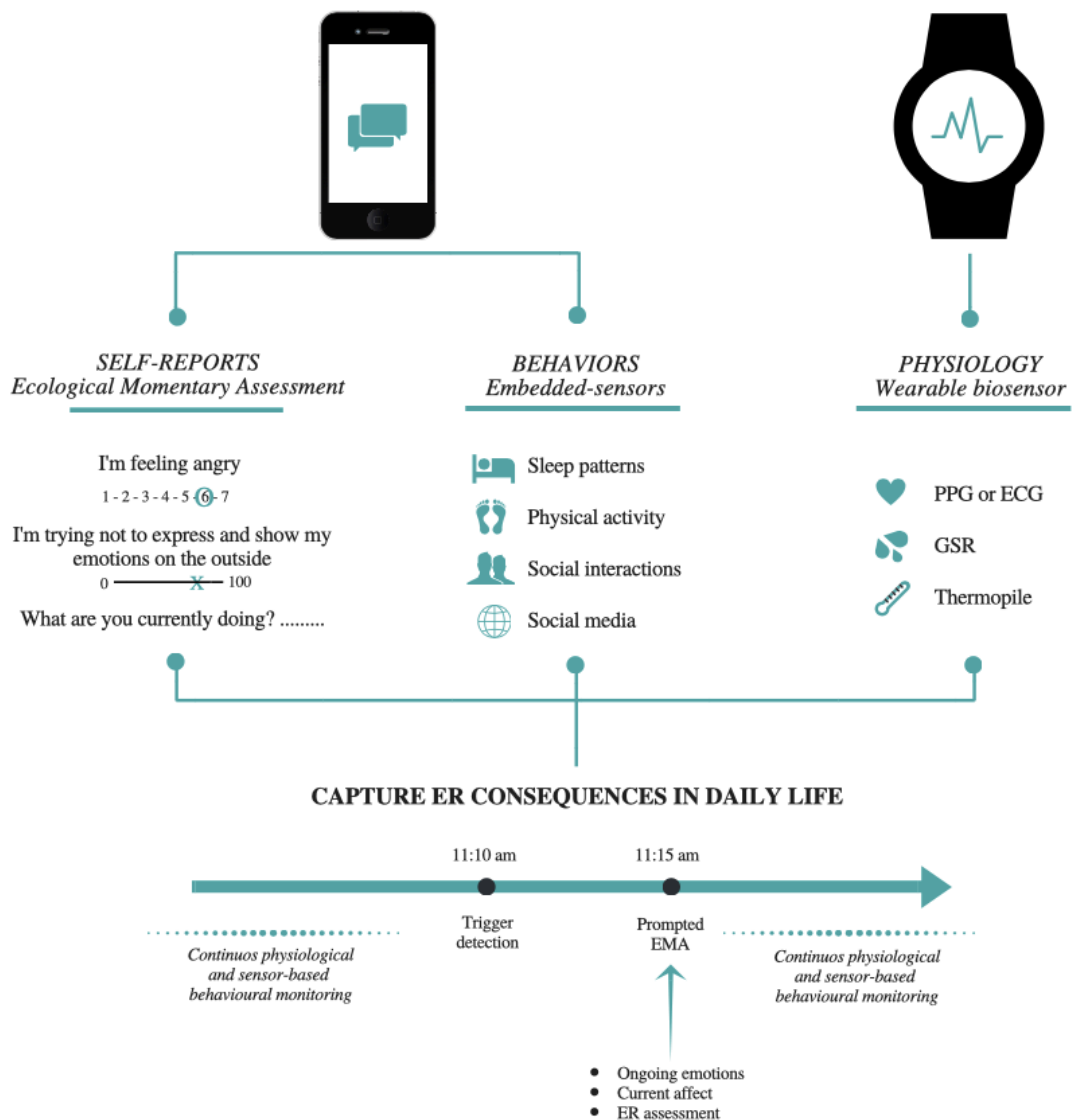 SELF-REPORTS
Ecological Momentary Assessment
I'm feeling angry
1 - 2 - 3 - 4 - 5 - 6 - 7
I'm trying not to express and show my
emotions on the outside
0 X 100
What are you currently doing? .........
BEHAVIORS
Embedded-sensors
Sleep patterns
Physical activity
Social interactions
Social media
PHYSIOLOGY
Wearable biosensor
PPG or ECG
GSR
Thermopile
CAPTURE ER CONSEQUENCES IN DAILY LIFE
11:10 am
11:15 am
Trigger
detection
Prompted
EMA
Continuos physiological
and sensor-based
behavioural monitoring
Continuos physiological
and sensor-based
behavioural monitoring
• Ongoing emotions
• Current affect
• ER assessment